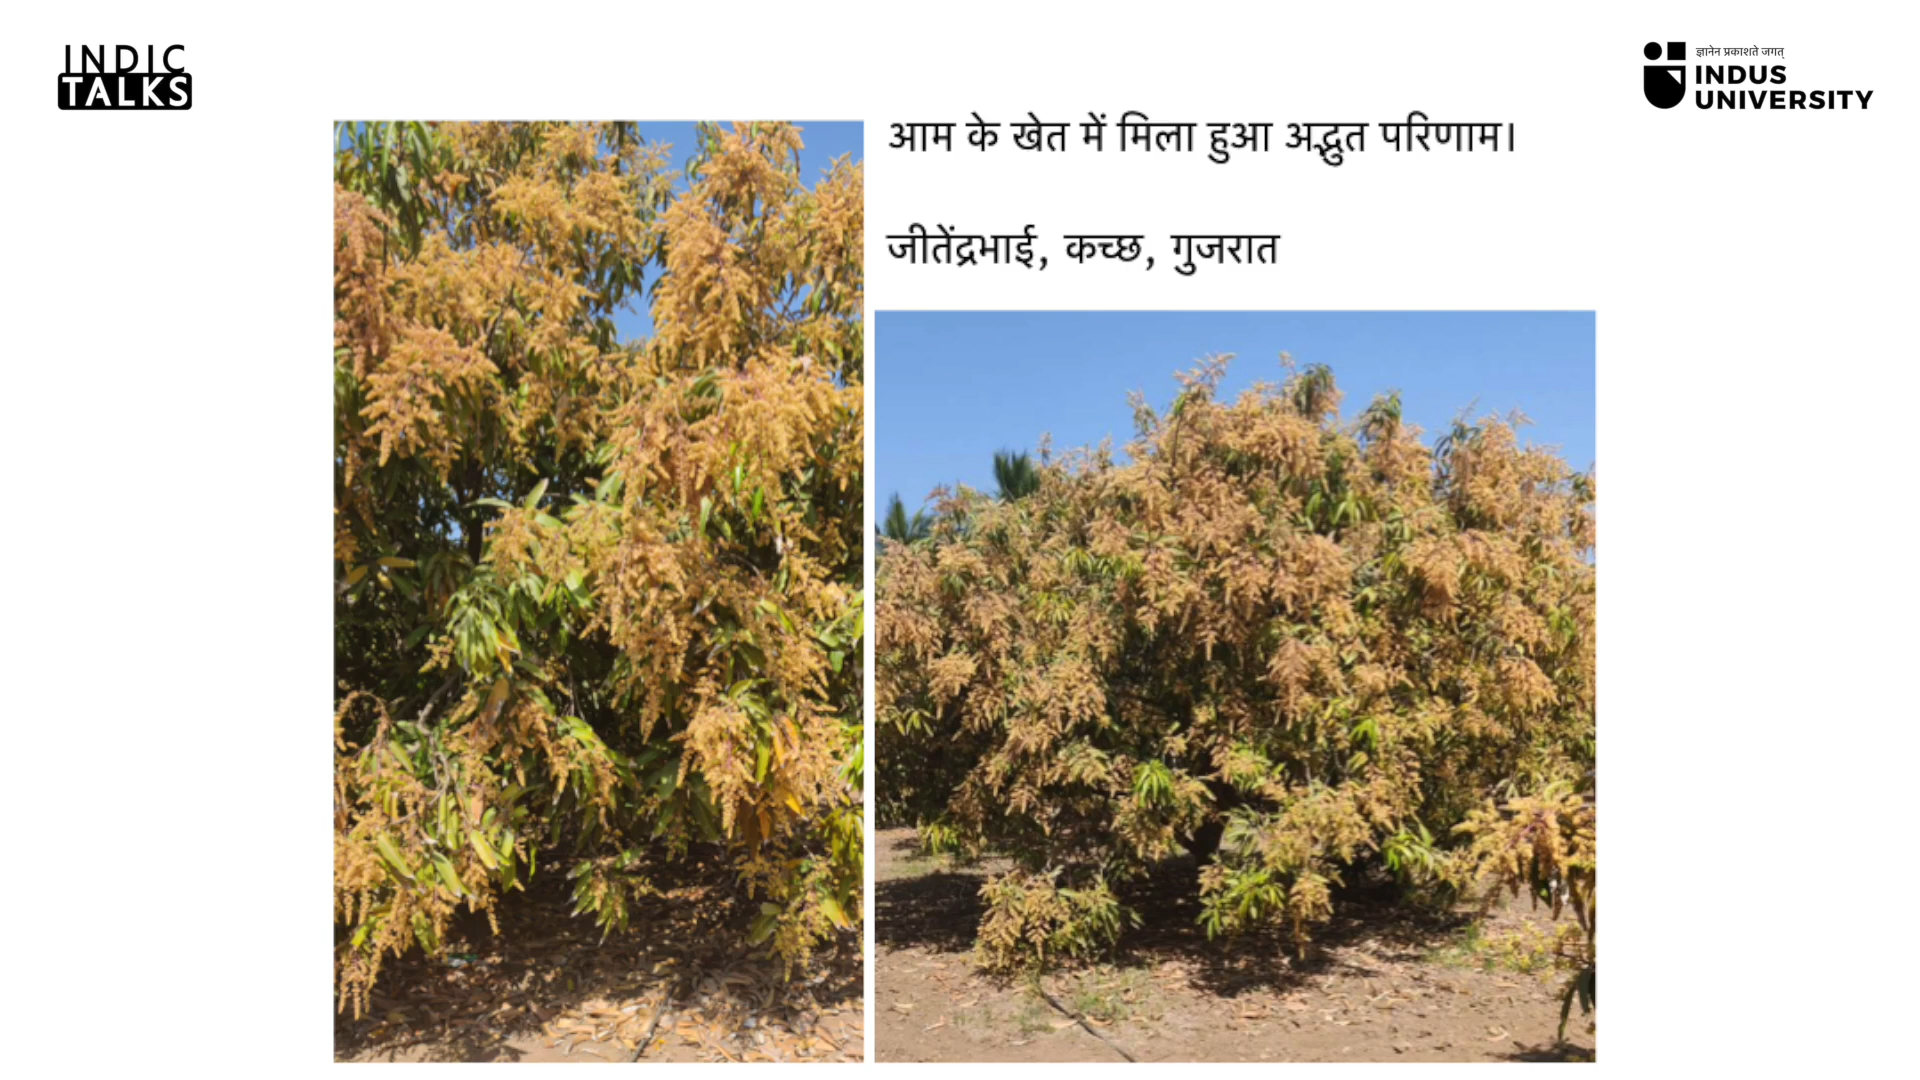 INDIC
TALKS
ज्ञानेन प्रकाशते जगत्
INDUS
UNIVERSITY
आम के खेत में मिला हुआ अद्भुत परिणाम।
जीतेंद्रभाई, कच्छ, गुजरात